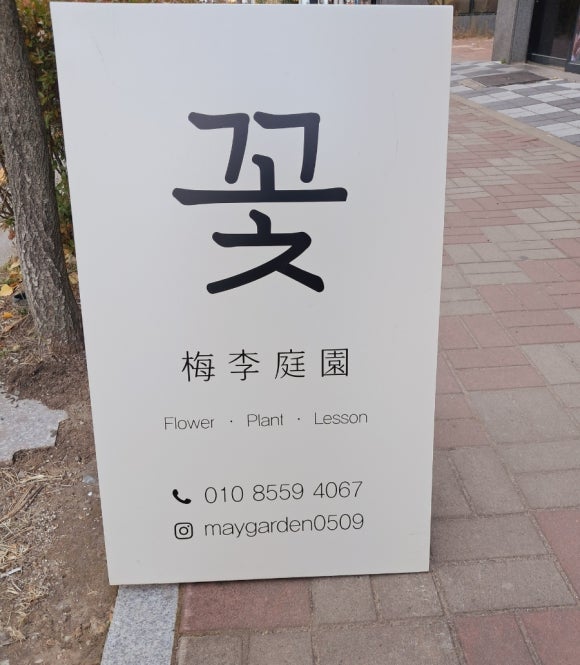 꽃
梅李庭園
Flower · Plant · Lesson
010 8559 4067
maygarden0509